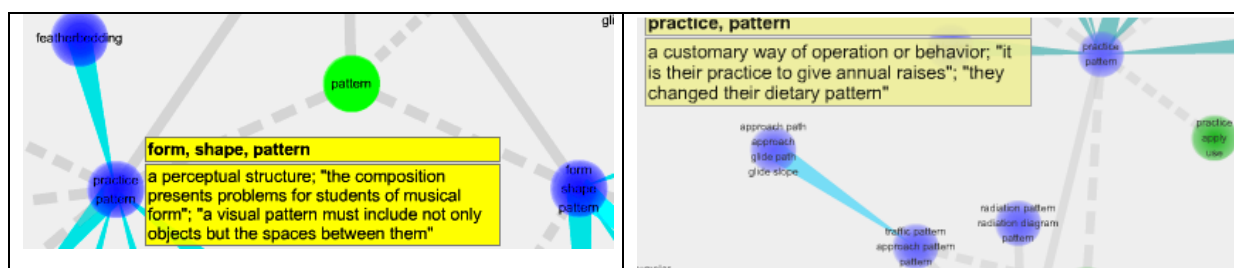 gli
featherbedding
pattern
form, shape, pattern
a perceptual structure; "the composition
presents problems for students of musical
form"; "a visual pattern must include not only
objects but the spaces between them"
practice
pattern
form
shape
pattern
practice, pattern
a customary way of operation or behavior; "it
is their practice to give annual raises"; "they
changed their dietary pattern"
practice
pattern
approach path
approach
glide path
glide slope
practice
apply
use
radiation pattern
radiation diagram
pattern
traffic pattern
approach pattern
pattern